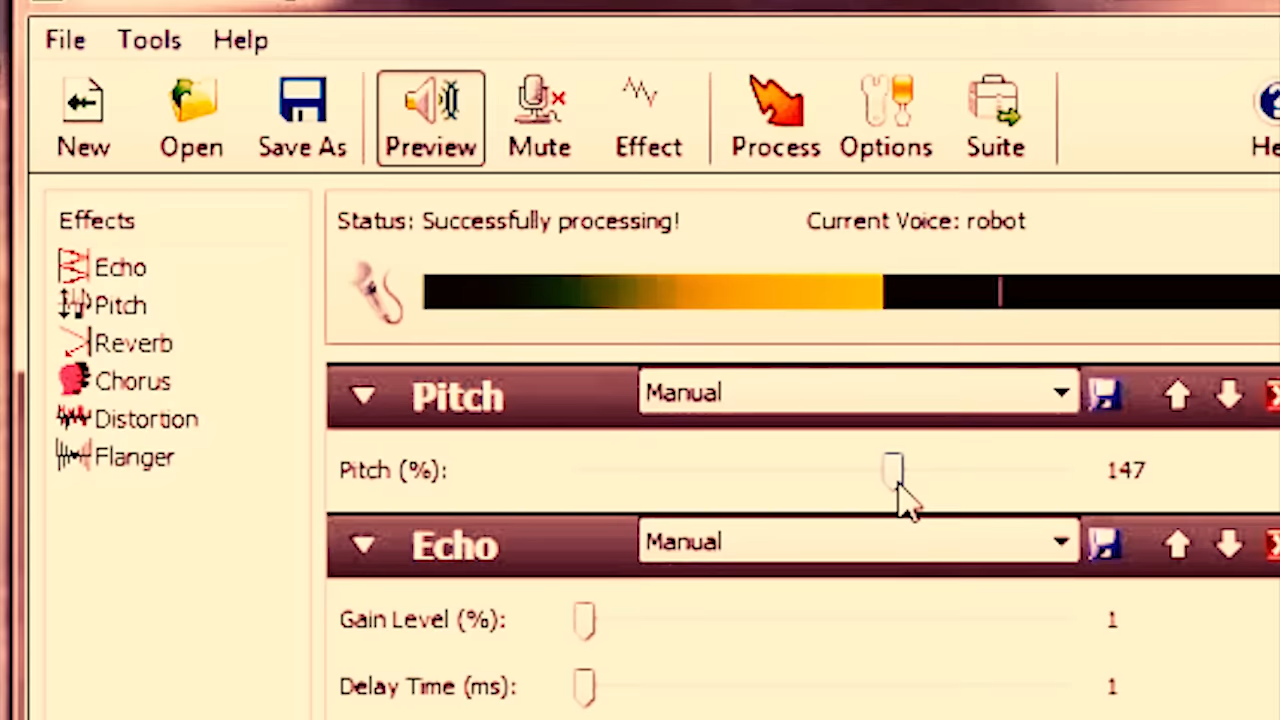 File Tools Help
New Open Save As Preview Mute Effect Process Options Suite
Effects
Echo
Pitch
Reverb
Chorus
Distortion
Flanger
Status: Successfully processing! Current Voice: robot
Pitch Manual
Pitch (%): 147
Echo Manual
Gain Level (%): 1
Delay Time (ms): 1